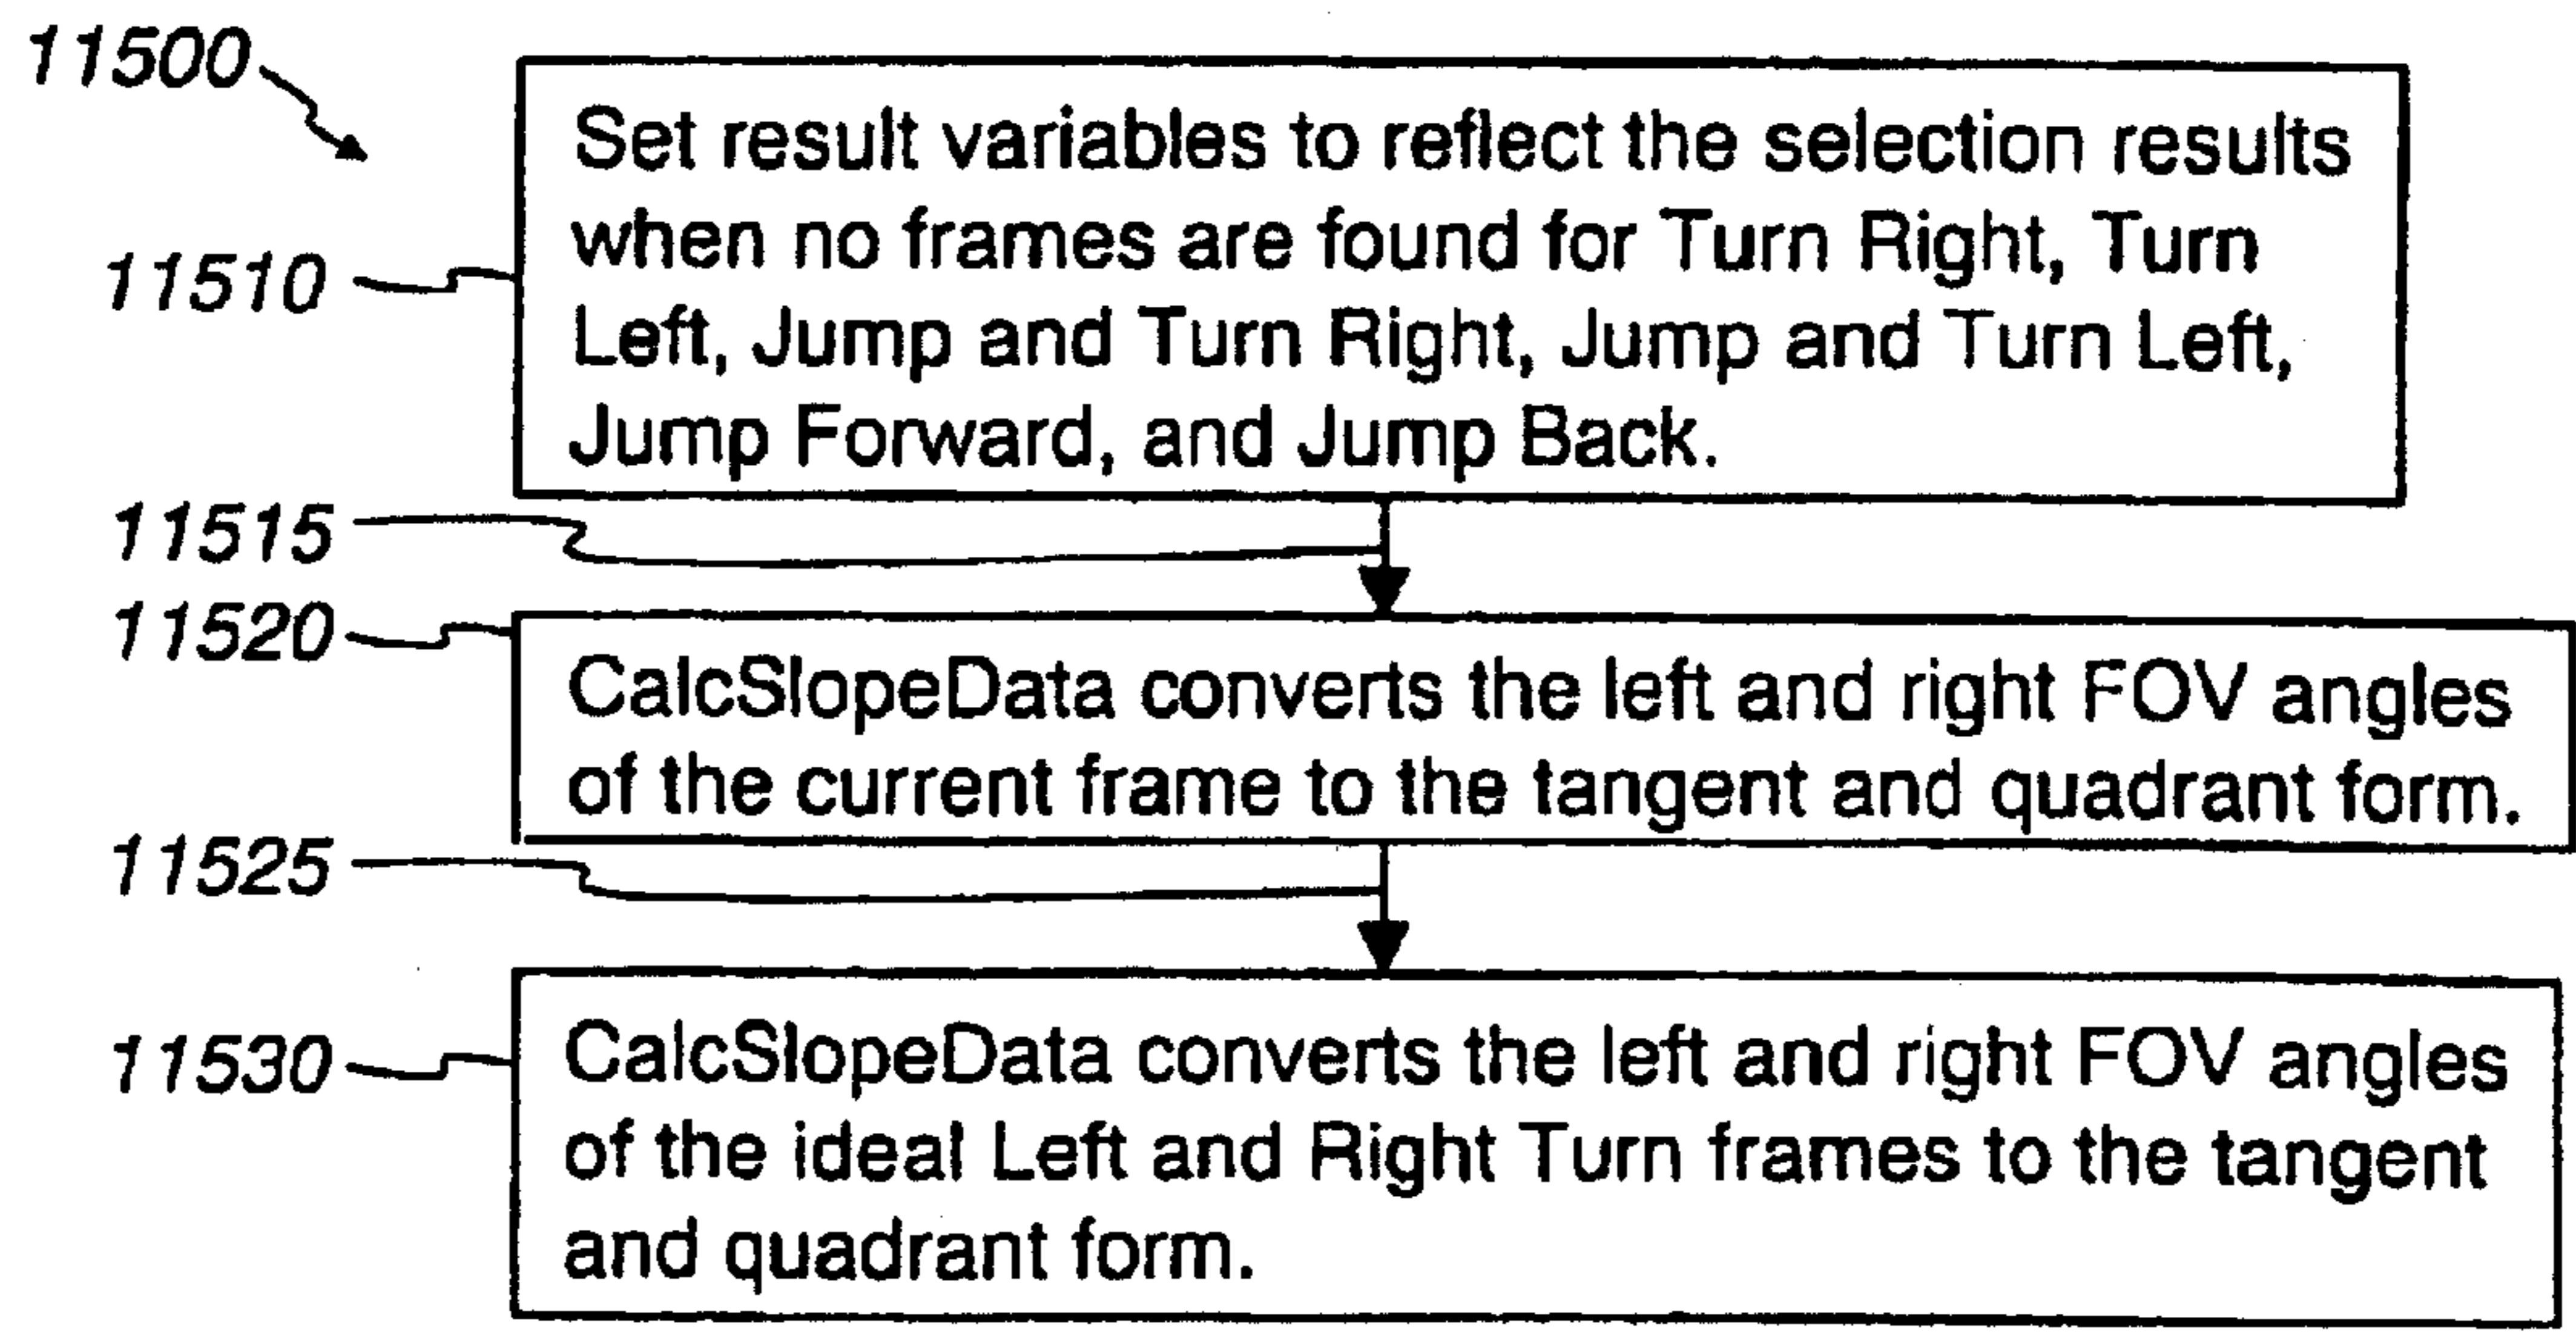 11500
Set result variables to reflect the selection results
when no frames are found for Turn Right, Turn
11510
Left, Jump and Turn Right, Jump and Turn Left,
Jump Forward, and Jump Back.
11515
11520
CalcSlopeData converts the left and right FOV angles
of the current frame to the tangent and quadrant form.
11525
11530
CalcSlopeData converts the left and right FOV angles
of the ideal Left and Right Turn frames to the tangent
and quadrant form.